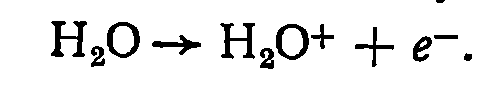 H₂O → H₂O⁺ + e⁻.